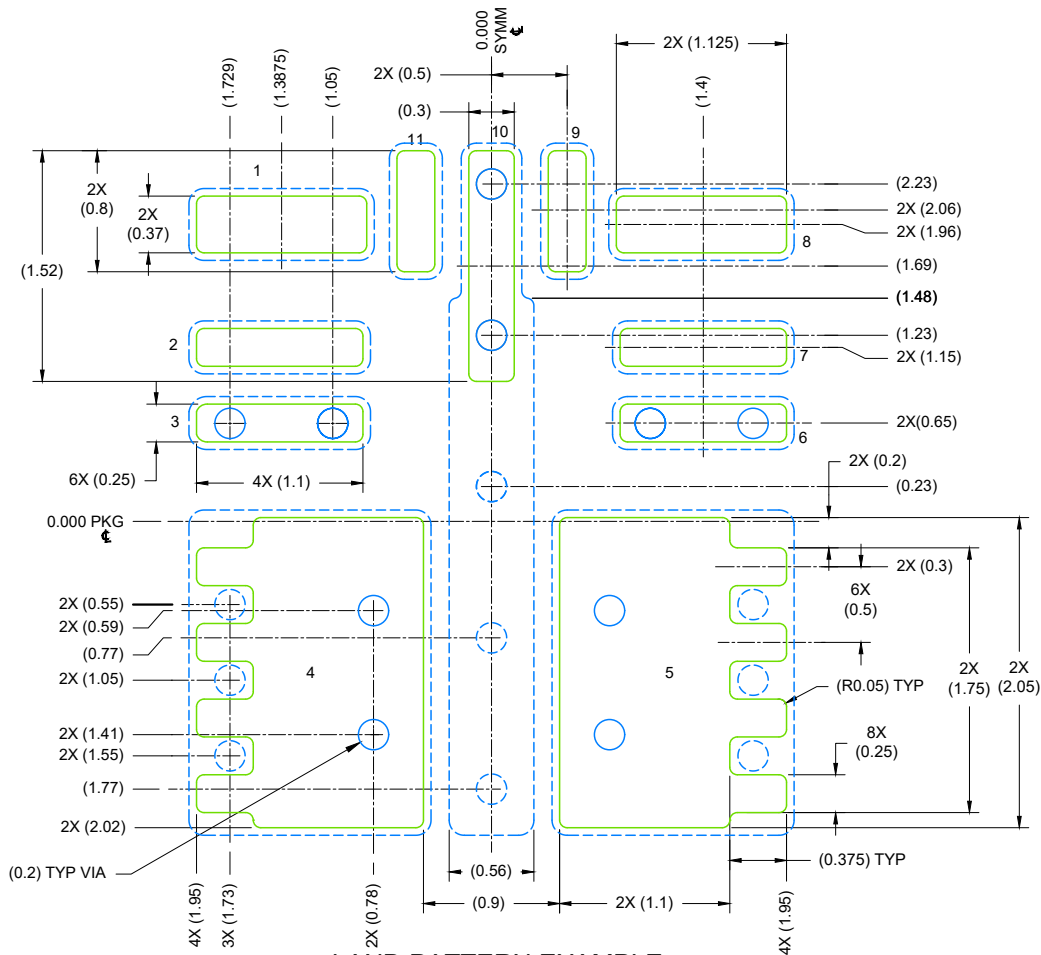 0.000
SYMM
℄
2X (1.125)
2X (0.5)
(0.3)
(1.729)
(1.3875)
(1.05)
(1.4)
11
10
9
1
8
2X
(0.8)
2X
(0.37)
(1.52)
(2.23)
2X (2.06)
2X (1.96)
(1.69)
(1.48)
(1.23)
2X (1.15)
2
7
3
6
2X(0.65)
6X (0.25)
4X (1.1)
2X (0.2)
(0.23)
0.000 PKG
℄
2X (0.3)
6X
(0.5)
2X (0.55)
2X (0.59)
(0.77)
2X (1.05)
4
5
2X
(1.75)
2X
(2.05)
(R0.05) TYP
2X (1.41)
2X (1.55)
8X
(0.25)
(1.77)
2X (2.02)
(0.2) TYP VIA
(0.56)
(0.375) TYP
(0.9)
2X (1.1)
4X (1.95)
3X (1.73)
2X (0.78)
4X (1.95)
LAND PATTERN EXAMPLE